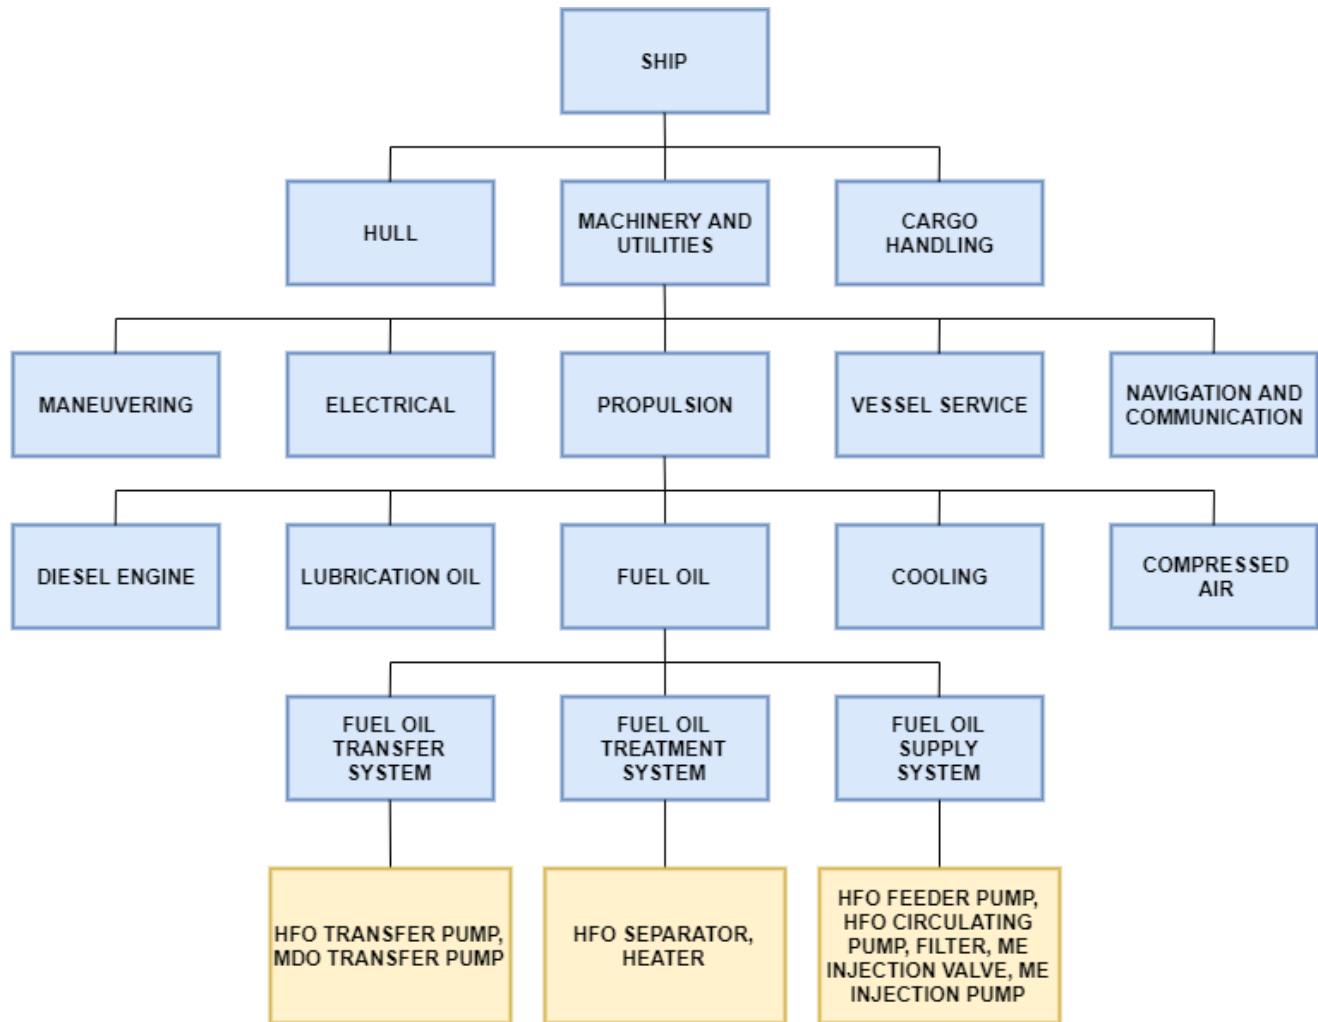 SHIP
HULL
MACHINERY AND
UTILITIES
CARGO
HANDLING
MANEUVERING
ELECTRICAL
PROPULSION
VESSEL SERVICE
NAVIGATION AND
COMMUNICATION
DIESEL ENGINE
LUBRICATION OIL
FUEL OIL
COOLING
COMPRESSED
AIR
FUEL OIL
TRANSFER
SYSTEM
FUEL OIL
TREATMENT
SYSTEM
FUEL OIL
SUPPLY
SYSTEM
HFO TRANSFER PUMP,
MDO TRANSFER PUMP
HFO SEPARATOR,
HEATER
HFO FEEDER PUMP,
HFO CIRCULATING
PUMP, FILTER, ME
INJECTION VALVE, ME
INJECTION PUMP